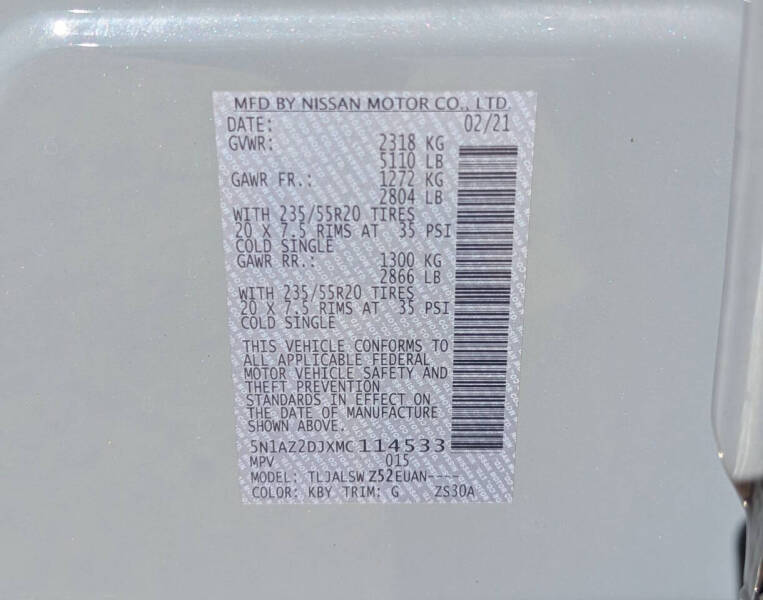 MFD BY NISSAN MOTOR CO., LTD.
DATE: 02/21
GVWR: 2318 KG
5110 LB
GAWR FR.: 1272 KG
2804 LB
WITH 235/55R20 TIRES
20 X 7.5 RIMS AT 35 PSI
COLD SINGLE
GAWR RR.: 1300 KG
2866 LB
WITH 235/55R20 TIRES
20 X 7.5 RIMS AT 35 PSI
COLD SINGLE
THIS VEHICLE CONFORMS TO
ALL APPLICABLE FEDERAL
MOTOR VEHICLE SAFETY AND
THEFT PREVENTION
STANDARDS IN EFFECT ON
THE DATE OF MANUFACTURE
SHOWN ABOVE.
5N1AZ2DJXMC 114533
MPV 015
MODEL: TLJALSW Z52EUAN----
COLOR: KBY TRIM: G ZS30A